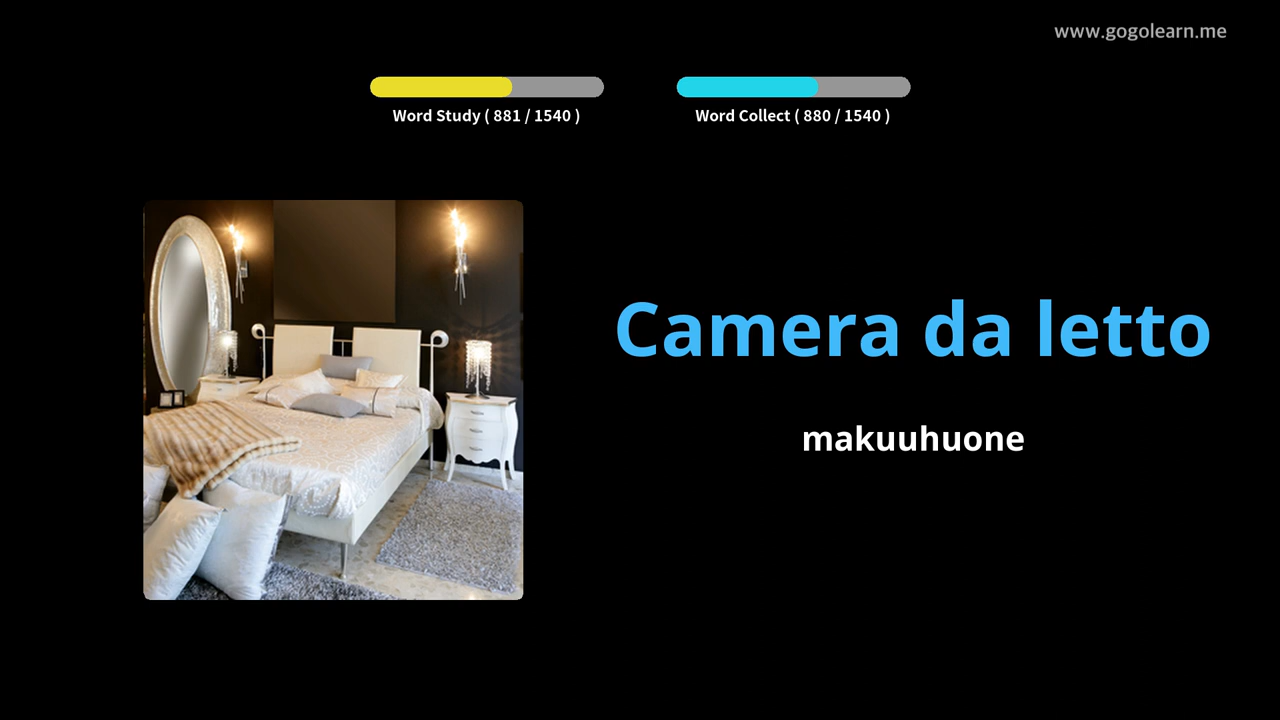 www.gogolearn.me
Word Study ( 881 / 1540 )
Word Collect ( 880 / 1540 )
Camera da letto
makuuhuone